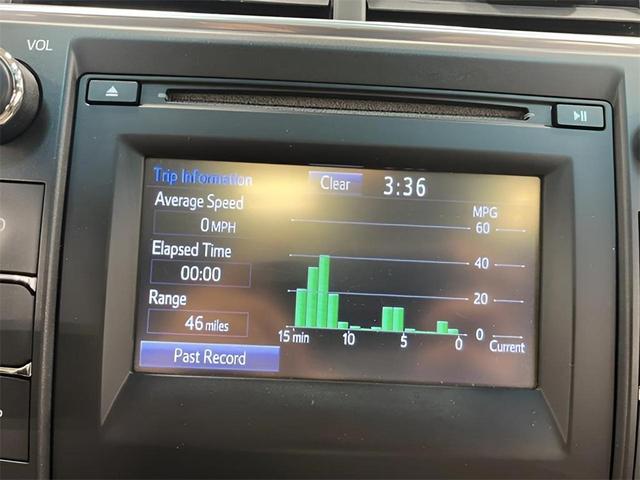 VOL
Trip Information
Clear
3:36
Average Speed
0 MPH
Elapsed Time
00:00
Range
46 miles
Past Record
MPG
60
40
20
0
15 min
10
5
0
Current